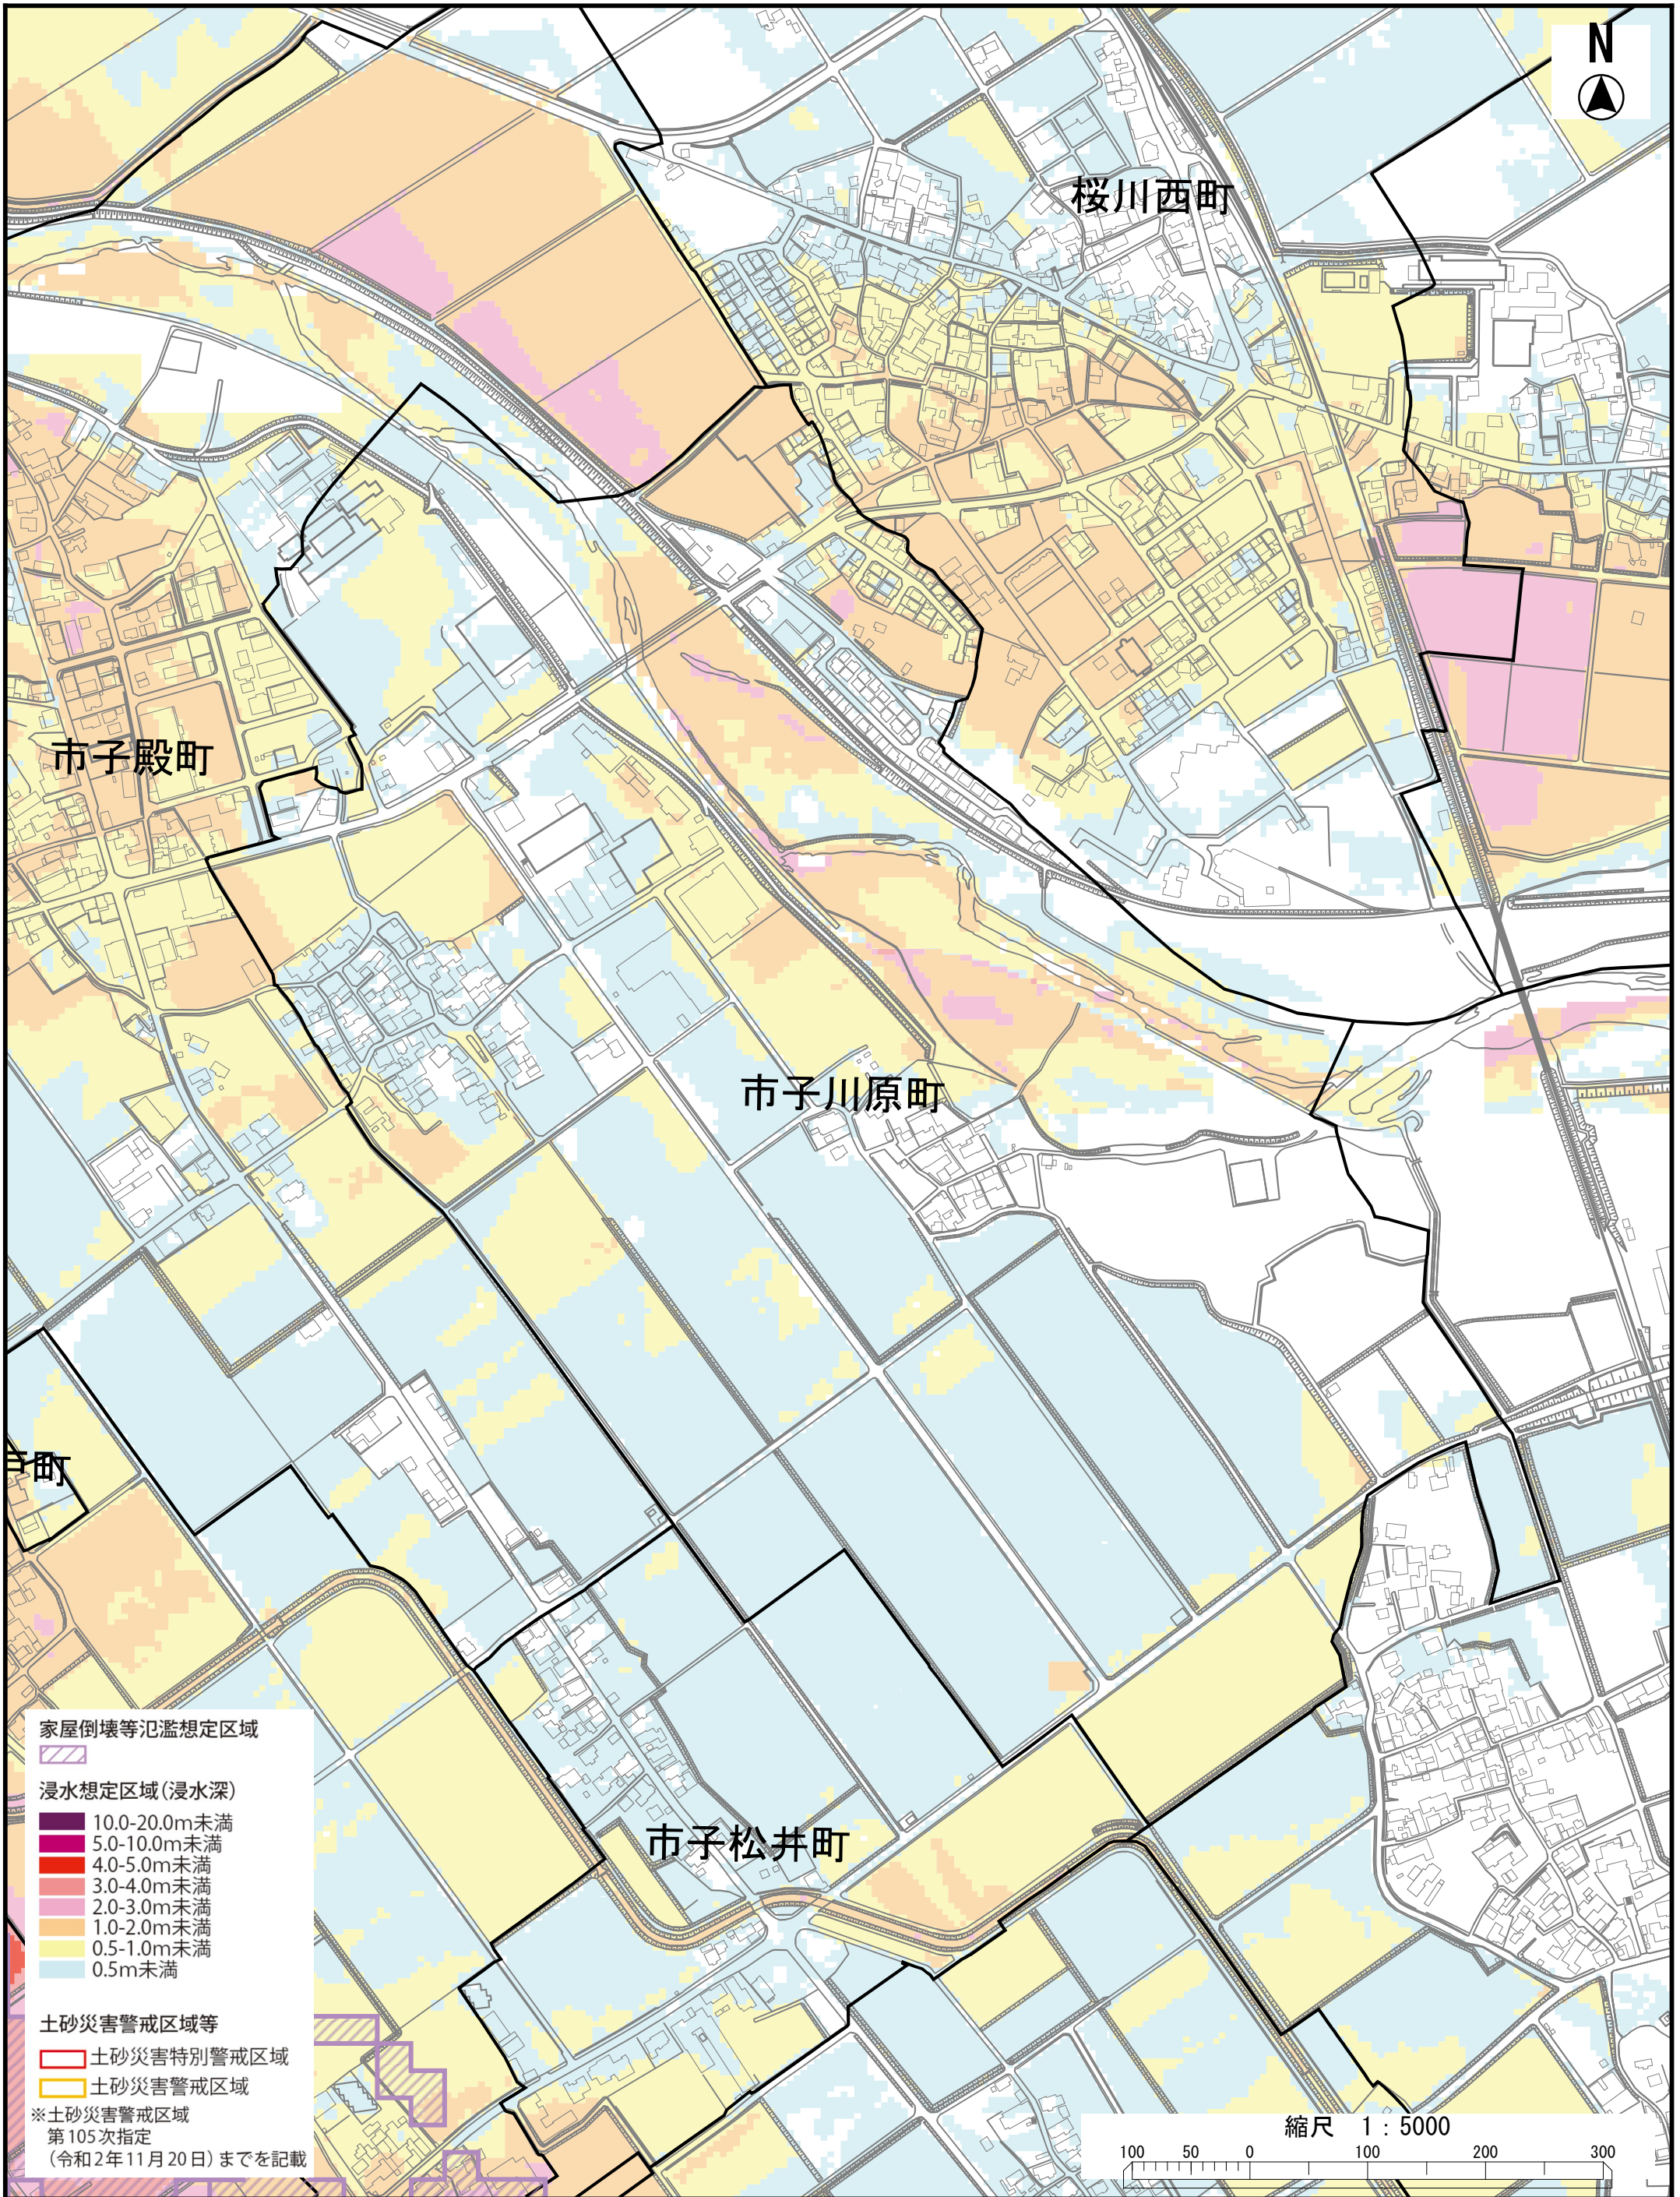 N
桜川西町
市子殿町
市子川原町
戸町
市子松井町
家屋倒壊等氾濫想定区域
浸水想定区域(浸水深)
10.0-20.0m未満
5.0-10.0m未満
4.0-5.0m未満
3.0-4.0m未満
2.0-3.0m未満
1.0-2.0m未満
0.5-1.0m未満
0.5m未満
土砂災害警戒区域等
土砂災害特別警戒区域
土砂災害警戒区域
※土砂災害警戒区域
第105次指定
(令和2年11月20日)までを記載
縮尺 1:5000
100 50 0 100 200 300